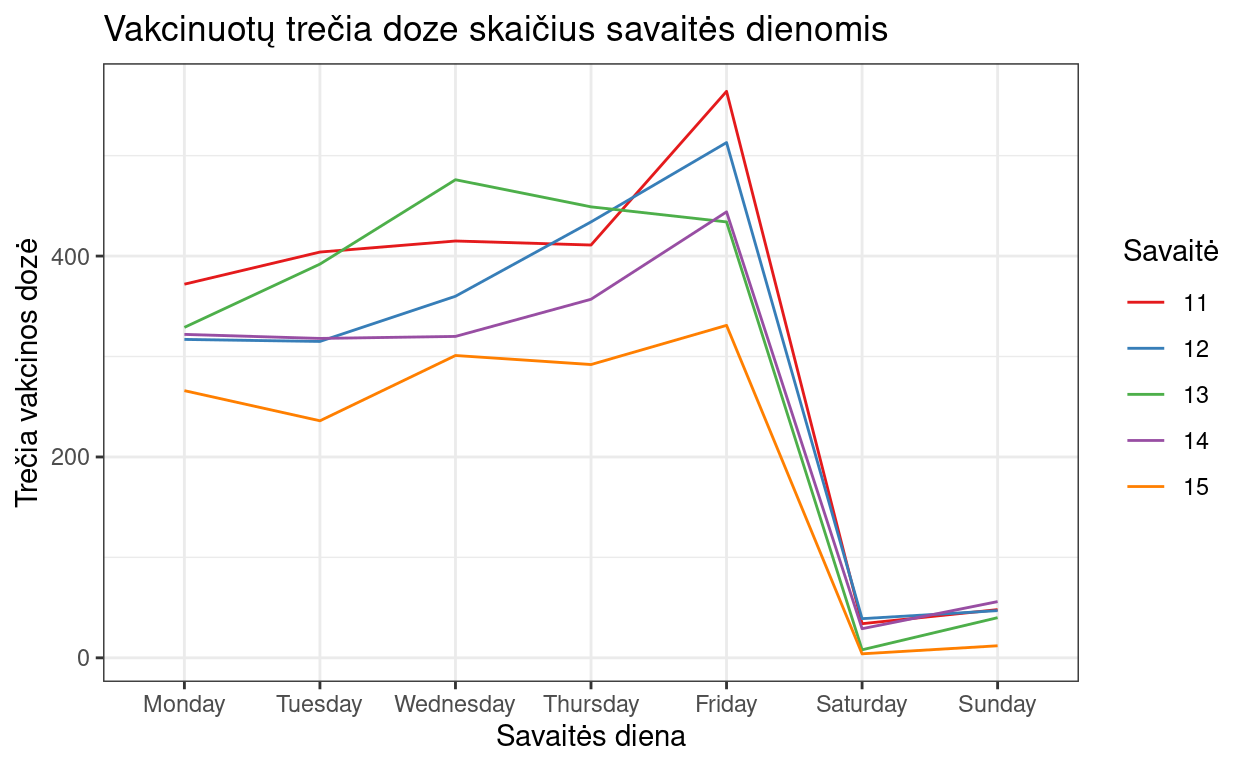 Vakcinuotų trečia doze skaičius savaitės dienomis
Trečia vakcinos dozė
400
200
0
Monday
Tuesday
Wednesday
Thursday
Friday
Saturday
Sunday
Savaitės diena
Savaitė
11
12
13
14
15